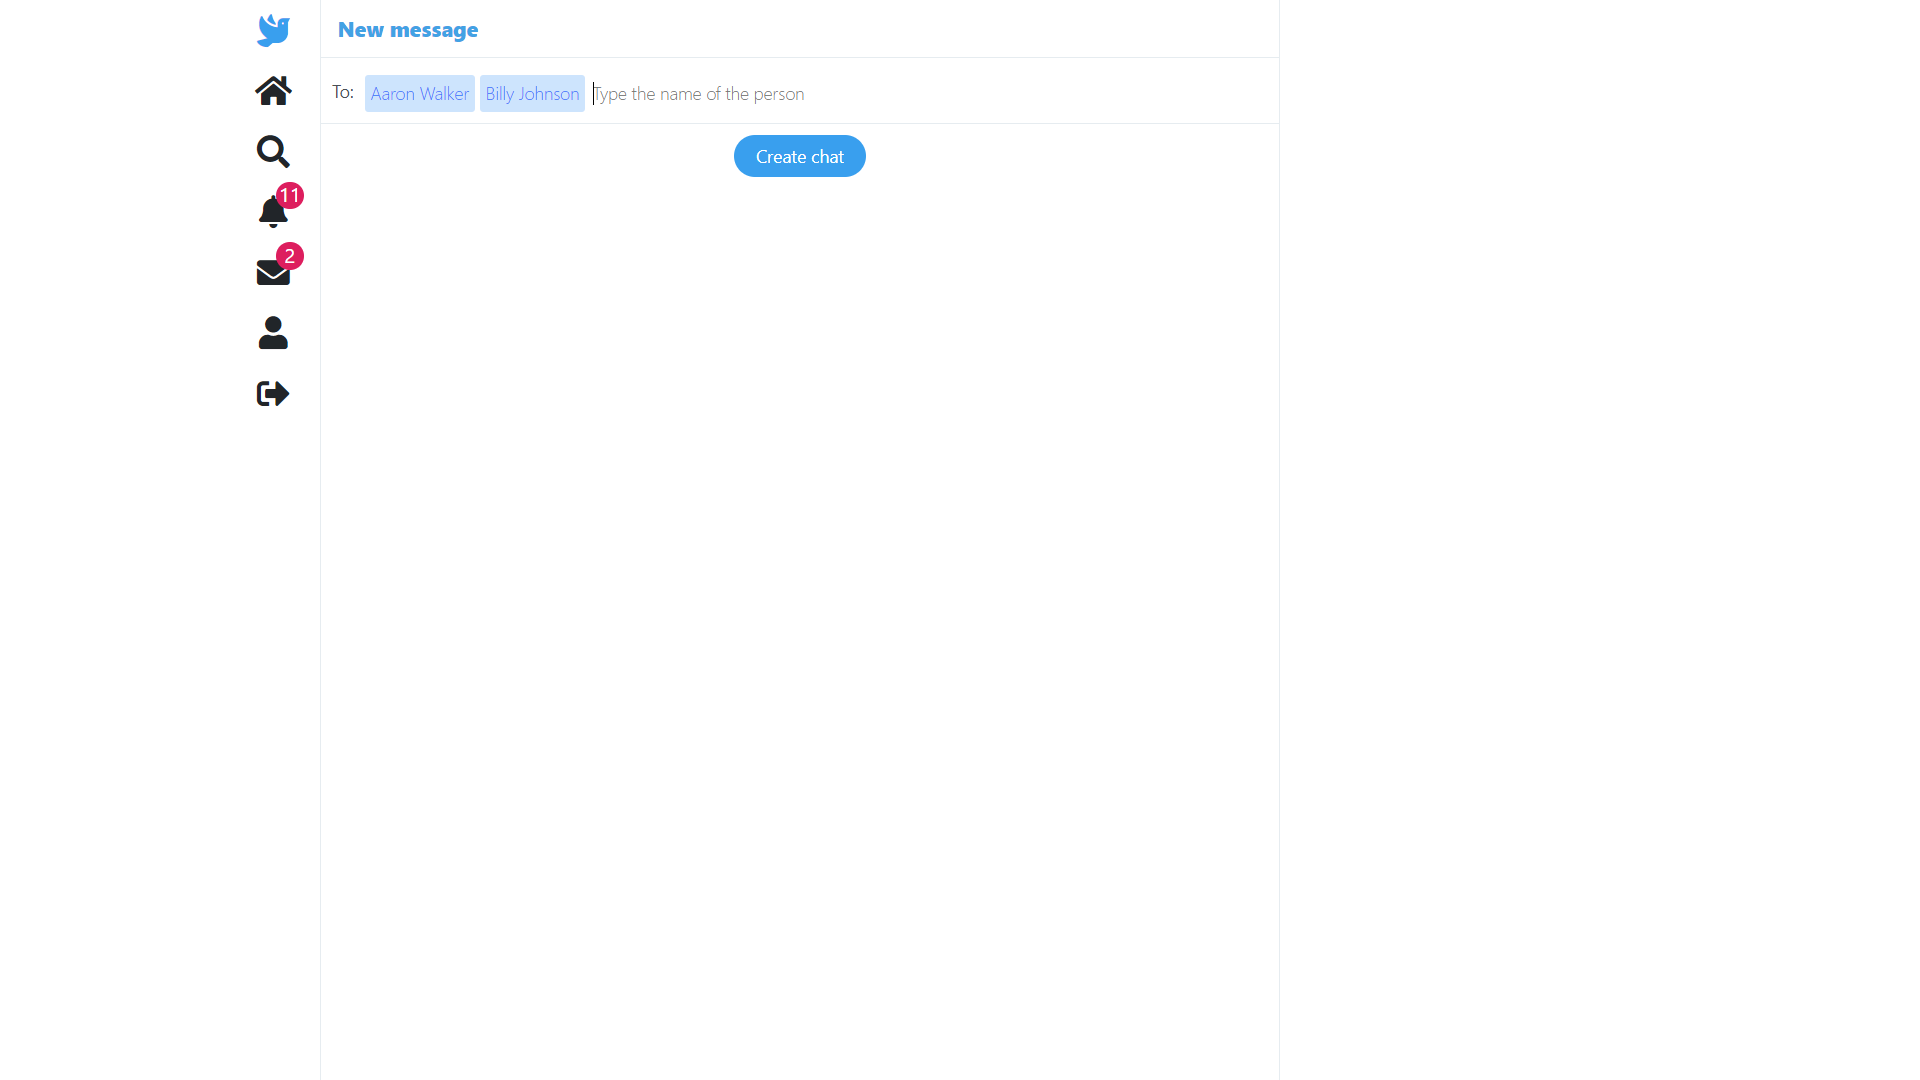 New message
To: Aaron Walker Billy Johnson Type the name of the person
Create chat
11
2